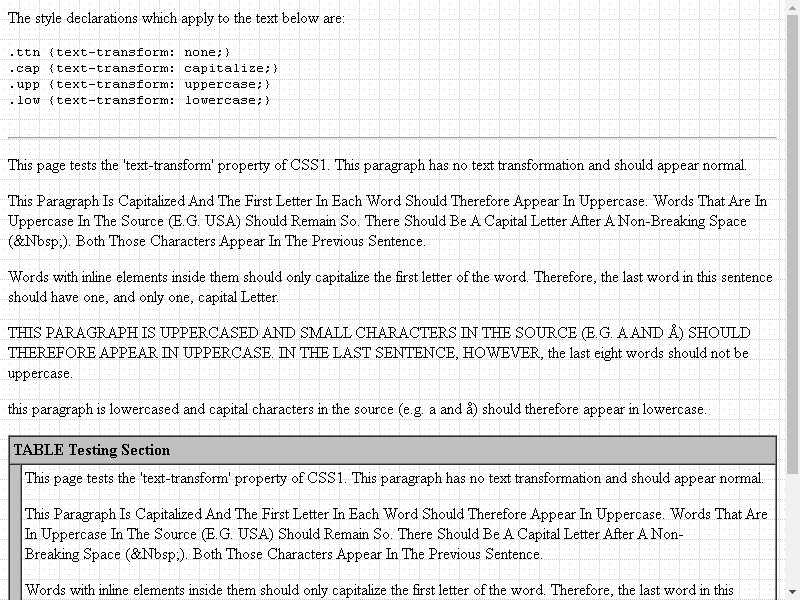 The style declarations which apply to the text below are:
.ttn {text-transform: none;}
.cap {text-transform: capitalize;}
.upp {text-transform: uppercase;}
.low {text-transform: lowercase;}
This page tests the 'text-transform' property of CSS1. This paragraph has no text transformation and should appear normal.
This Paragraph Is Capitalized And The First Letter In Each Word Should Therefore Appear In Uppercase. Words That Are In
Uppercase In The Source (E.G. USA) Should Remain So. There Should Be A Capital Letter After A Non-Breaking Space
(&Nbsp;). Both Those Characters Appear In The Previous Sentence.
Words with inline elements inside them should only capitalize the first letter of the word. Therefore, the last word in this sentence
should have one, and only one, capital Letter.
THIS PARAGRAPH IS UPPERCASED AND SMALL CHARACTERS IN THE SOURCE (E.G. A AND Å) SHOULD
THEREFORE APPEAR IN UPPERCASE. IN THE LAST SENTENCE, HOWEVER, the last eight words should not be
uppercase.
this paragraph is lowercased and capital characters in the source (e.g. a and å) should therefore appear in lowercase.
TABLE Testing Section
This page tests the 'text-transform' property of CSS1. This paragraph has no text transformation and should appear normal.
This Paragraph Is Capitalized And The First Letter In Each Word Should Therefore Appear In Uppercase. Words That Are
In Uppercase In The Source (E.G. USA) Should Remain So. There Should Be A Capital Letter After A Non-
Breaking Space (&Nbsp;). Both Those Characters Appear In The Previous Sentence.
Words with inline elements inside them should only capitalize the first letter of the word. Therefore, the last word in this